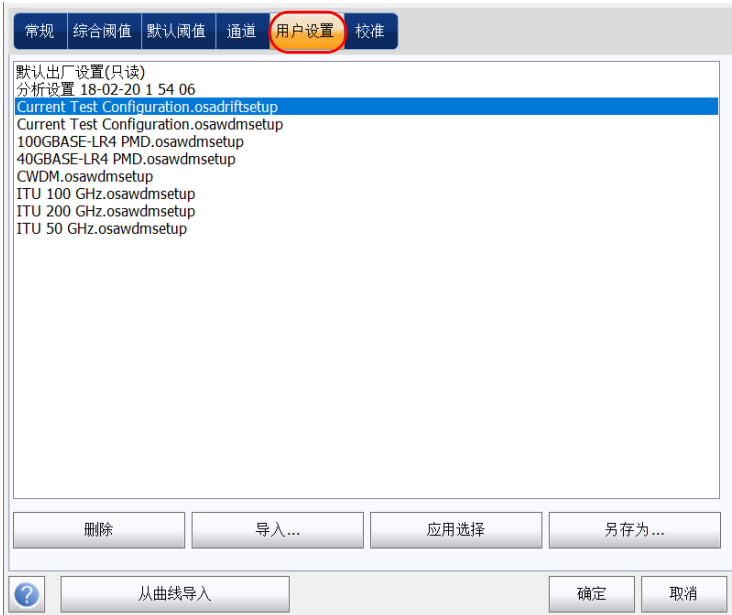 常规 综合阈值 默认阈值 通道 用户设置 校准
默认出厂设置(只读)
分析设置 18-02-20 1 54 06
Current Test Configuration.osadriftsetup
Current Test Configuration.osawdmsetup
100GBASE-LR4 PMD.osawdmsetup
40GBASE-LR4 PMD.osawdmsetup
CWDM.osawdmsetup
ITU 100 GHz.osawdmsetup
ITU 200 GHz.osawdmsetup
ITU 50 GHz.osawdmsetup
删除 导入... 应用选择 另存为...
? 从曲线导入 确定 取消